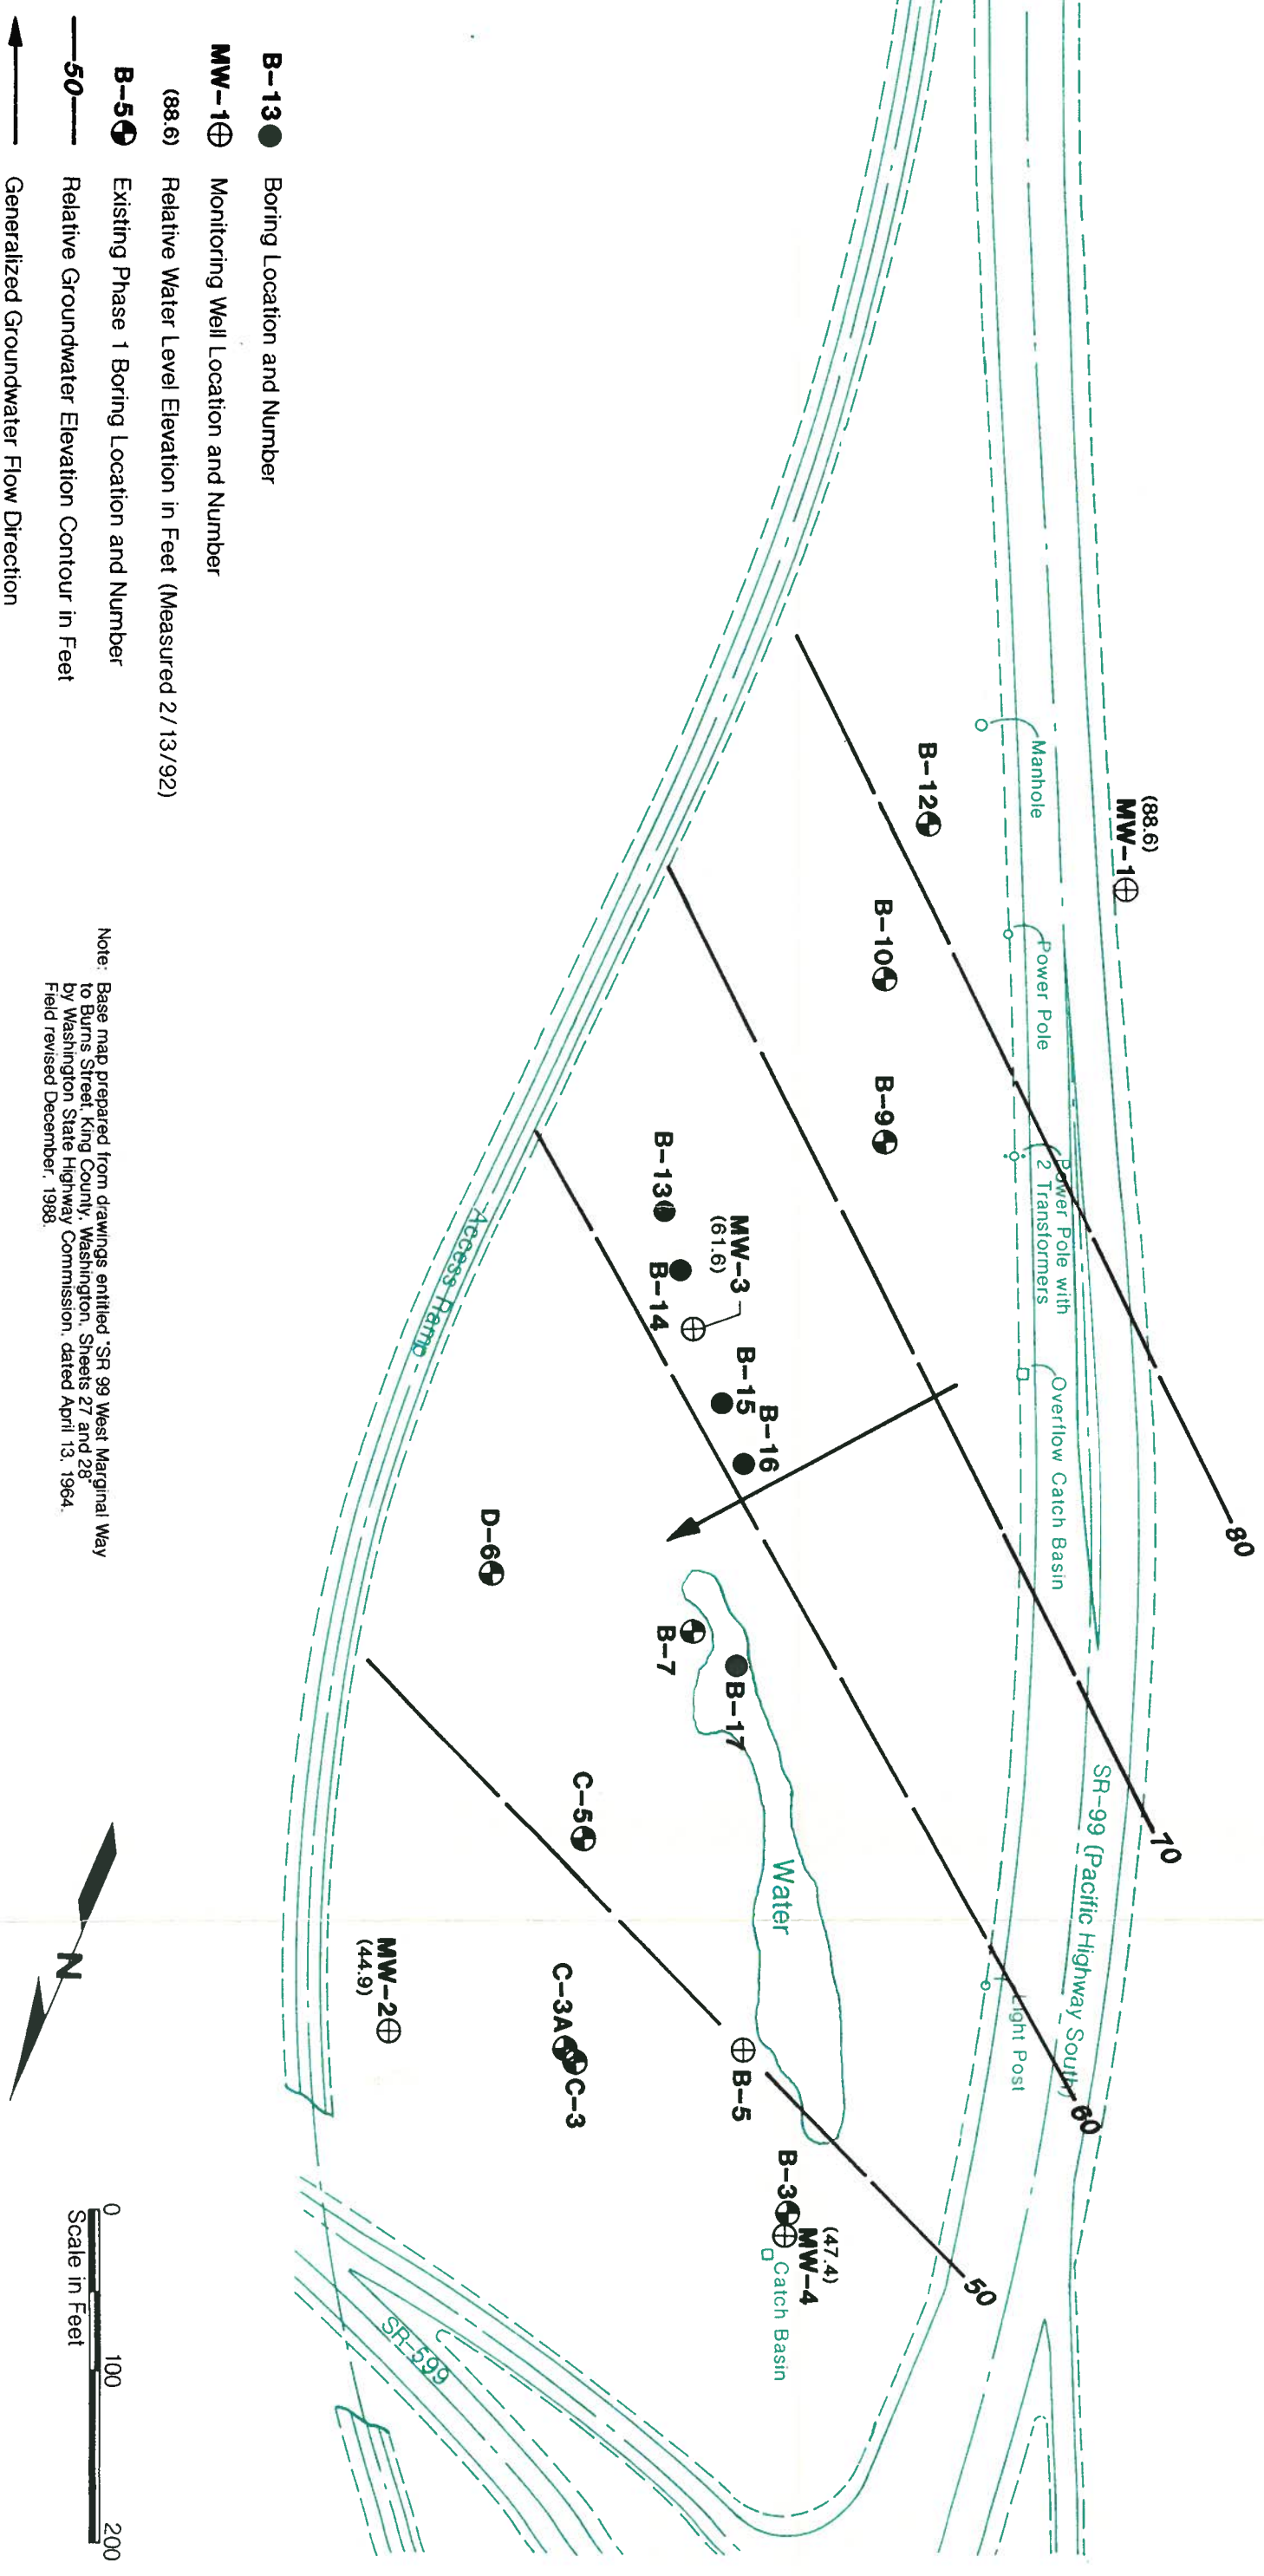 Manhole
(88.6)
MW-1
B-12
Power Pole
B-10
Power Pole with
2 Transformers
B-9
B-13
MW-3
(61.6)
B-14
Overflow Catch Basin
B-15
B-16
80
Access Ramp
D-6
B-7
B-17
SR-99 (Pacific Highway South)
70
C-5
Water
Light Post
MW-2
(44.9)
C-3A
C-3
B-5
60
B-3
(47.4)
MW-4
Catch Basin
50
SR-599
B-13 Boring Location and Number
MW-1 Monitoring Well Location and Number
(88.6) Relative Water Level Elevation in Feet (Measured 2/13/92)
B-5 Existing Phase 1 Boring Location and Number
50 Relative Groundwater Elevation Contour in Feet
Generalized Groundwater Flow Direction
Note: Base map prepared from drawings entitled "SR 99 West Marginal Way
to Burns Street, King County, Washington, Sheets 27 and 28"
by Washington State Highway Commission, dated April 13, 1964.
Field revised December, 1988.
N
0 100 200
Scale in Feet